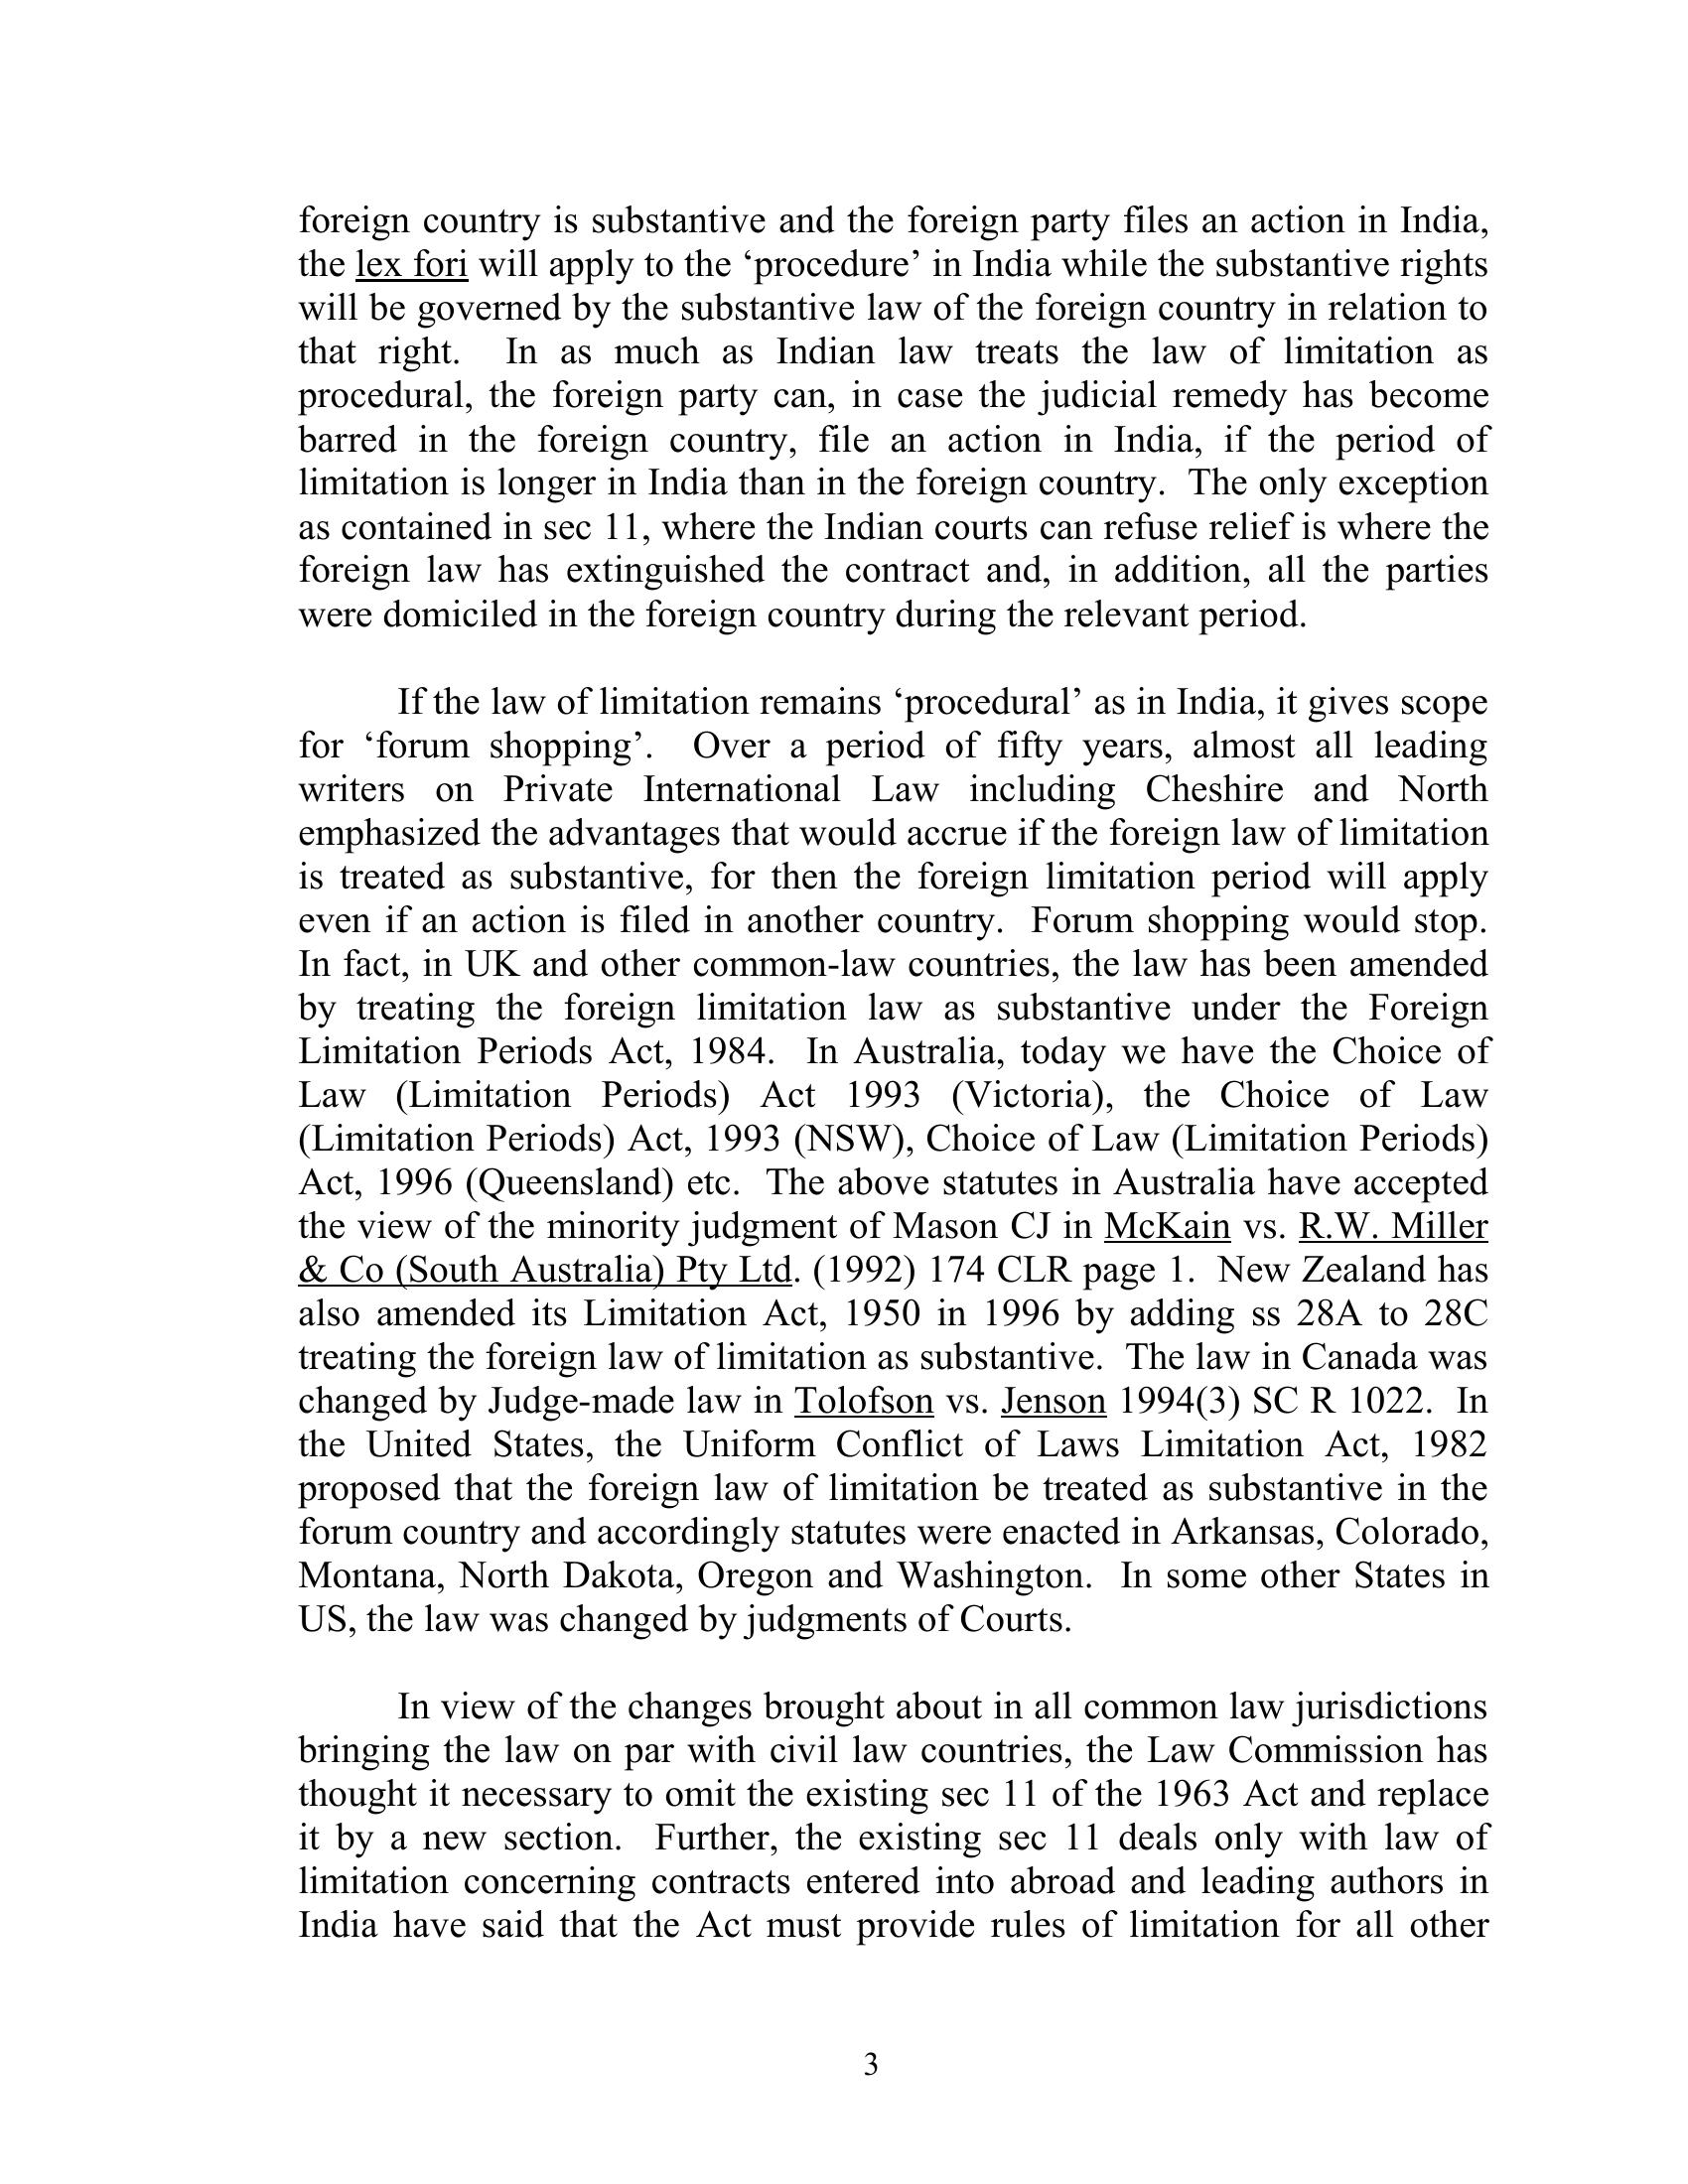 foreign country is substantive and the foreign party files an action in India,
the lex fori will apply to the ‘procedure’ in India while the substantive rights
will be governed by the substantive law of the foreign country in relation to
that right.  In as much as Indian law treats the law of limitation as
procedural, the foreign party can, in case the judicial remedy has become
barred in the foreign country, file an action in India, if the period of
limitation is longer in India than in the foreign country.  The only exception
as contained in sec 11, where the Indian courts can refuse relief is where the
foreign law has extinguished the contract and, in addition, all the parties
were domiciled in the foreign country during the relevant period.
If the law of limitation remains ‘procedural’ as in India, it gives scope
for ‘forum shopping’.  Over a period of fifty years, almost all leading
writers on Private International Law including Cheshire and North
emphasized the advantages that would accrue if the foreign law of limitation
is treated as substantive, for then the foreign limitation period will apply
even if an action is filed in another country.  Forum shopping would stop.
In fact, in UK and other common-law countries, the law has been amended
by treating the foreign limitation law as substantive under the Foreign
Limitation Periods Act, 1984.  In Australia, today we have the Choice of
Law (Limitation Periods) Act 1993 (Victoria), the Choice of Law
(Limitation Periods) Act, 1993 (NSW), Choice of Law (Limitation Periods)
Act, 1996 (Queensland) etc.  The above statutes in Australia have accepted
the view of the minority judgment of Mason CJ in McKain vs. R.W. Miller
& Co (South Australia) Pty Ltd. (1992) 174 CLR page 1.  New Zealand has
also amended its Limitation Act, 1950 in 1996 by adding ss 28A to 28C
treating the foreign law of limitation as substantive.  The law in Canada was
changed by Judge-made law in Tolofson vs. Jenson 1994(3) SC R 1022.  In
the United States, the Uniform Conflict of Laws Limitation Act, 1982
proposed that the foreign law of limitation be treated as substantive in the
forum country and accordingly statutes were enacted in Arkansas, Colorado,
Montana, North Dakota, Oregon and Washington.  In some other States in
US, the law was changed by judgments of Courts.
In view of the changes brought about in all common law jurisdictions
bringing the law on par with civil law countries, the Law Commission has
thought it necessary to omit the existing sec 11 of the 1963 Act and replace
it by a new section.  Further, the existing sec 11 deals only with law of
limitation concerning contracts entered into abroad and leading authors in
India have said that the Act must provide rules of limitation for all other
3